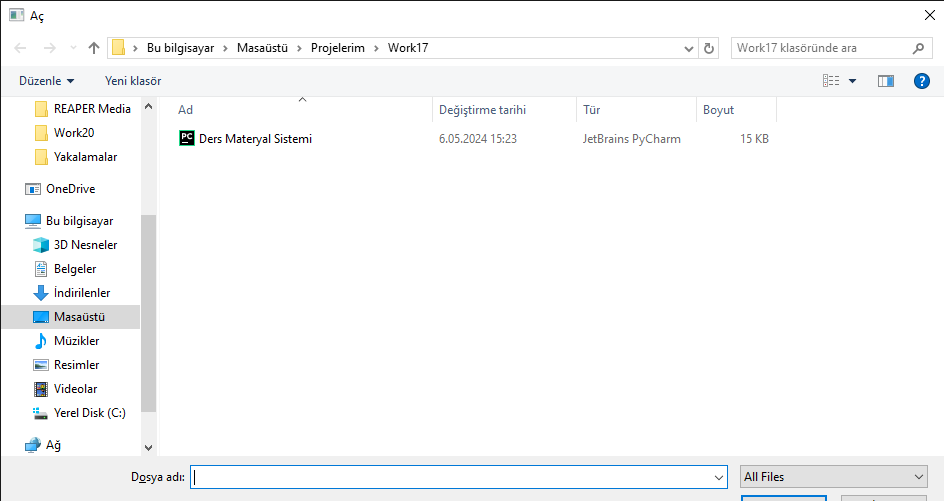 Aç
Bu bilgisayar > Masaüstü > Projelerim > Work17
Work17 klasöründe ara
Düzenle
Yeni klasör
REAPER Media
Work20
Yakalamalar
OneDrive
Bu bilgisayar
3D Nesneler
Belgeler
İndirilenler
Masaüstü
Müzikler
Resimler
Videolar
Yerel Disk (C:)
Ağ
Ad Değiştirme tarihi Tür Boyut
PC Ders Materyal Sistemi 6.05.2024 15:23 JetBrains PyCharm 15 KB
Dosya adı:
All Files